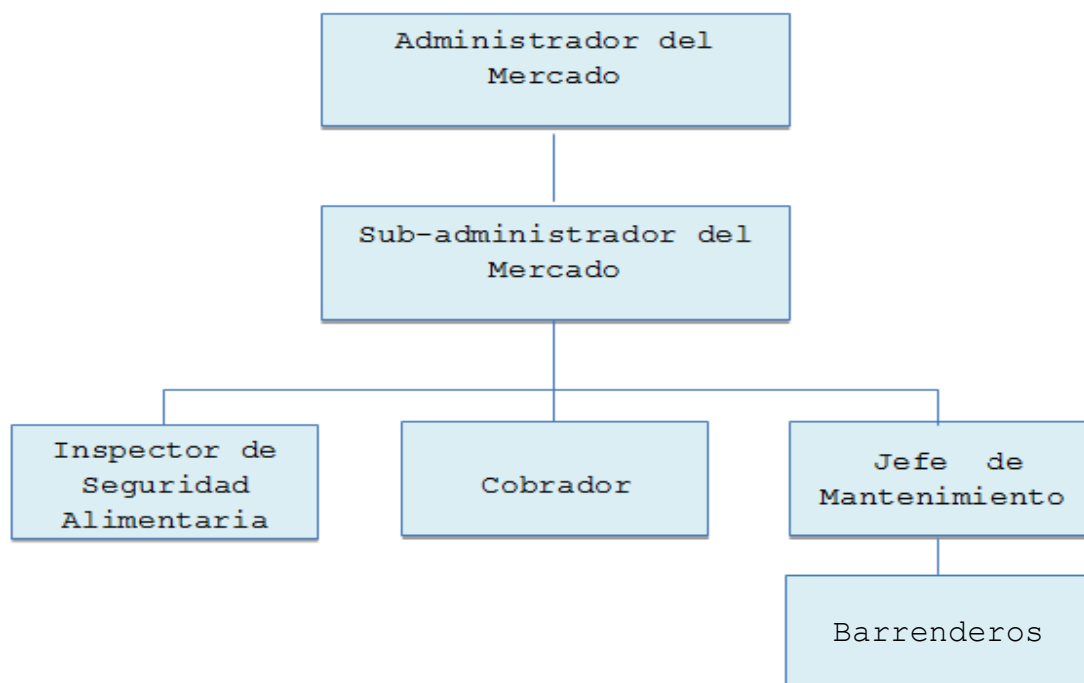 Administrador del
Mercado
Sub-administrador del
Mercado
Inspector de
Seguridad
Alimentaria
Cobrador
Jefe de
Mantenimiento
Barrenderos